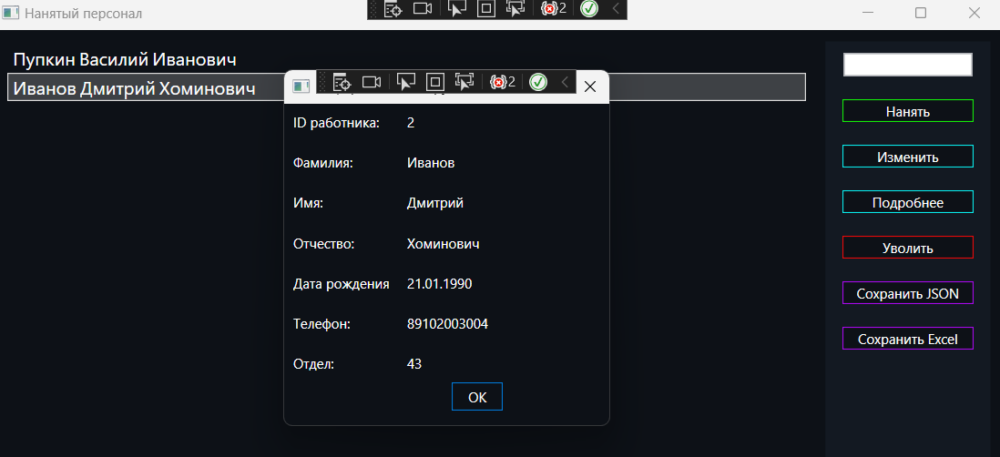 Нанятый персонал
2
Пупкин Василий Иванович
Иванов Дмитрий Хоминович
2
ID работника: 2
Фамилия: Иванов
Имя: Дмитрий
Отчество: Хоминович
Дата рождения 21.01.1990
Телефон: 89102003004
Отдел: 43
OK
Нанять
Изменить
Подробнее
Уволить
Сохранить JSON
Сохранить Excel